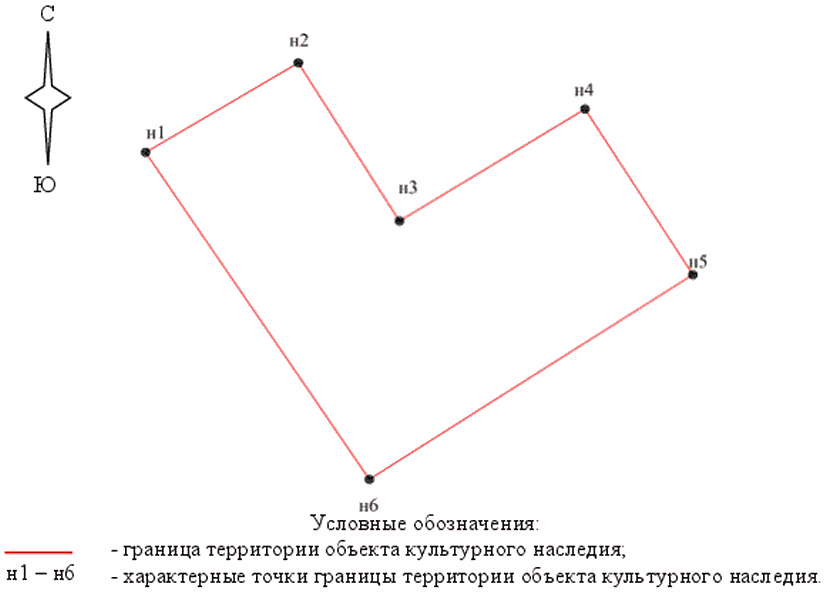 С
н2
н4
н1
Ю
н3
н5
н6
Условные обозначения:
- граница территории объекта культурного наследия;
н1 – н6 - характерные точки границы территории объекта культурного наследия.